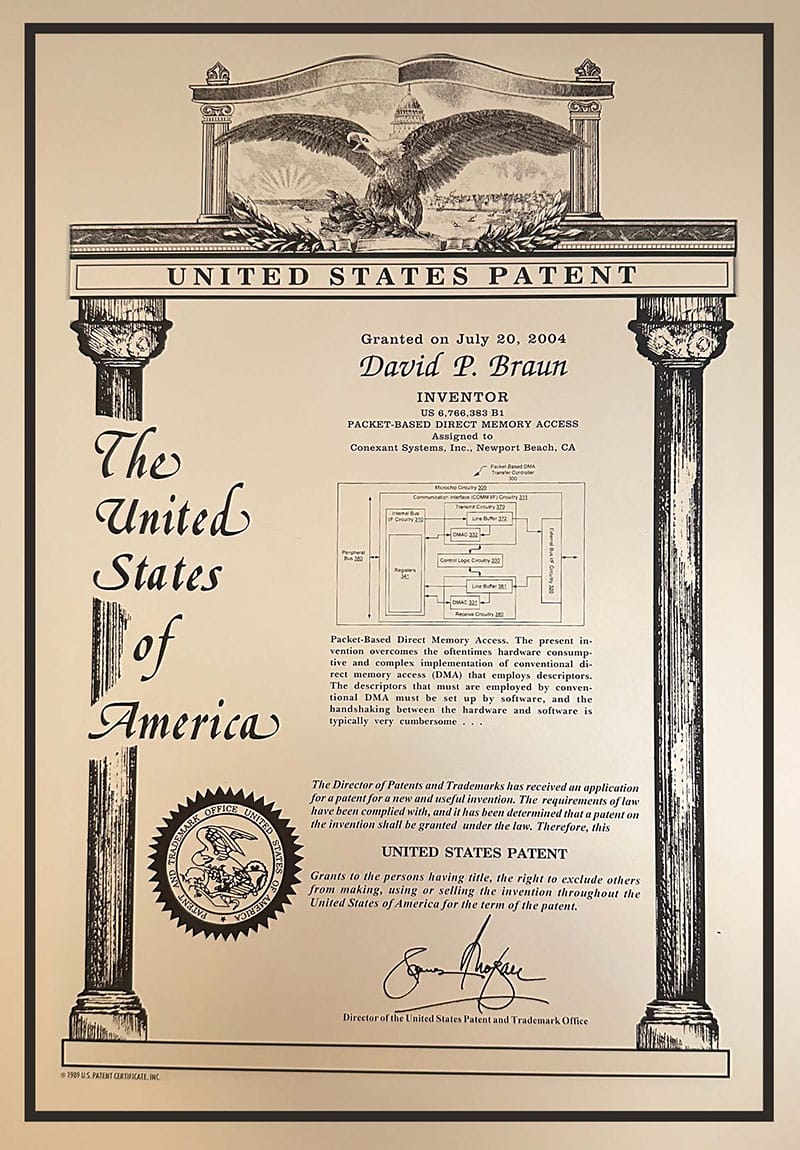 UNITED STATES PATENT
Granted on July 20, 2004
David P. Braun
INVENTOR
US 6,766,383 B1
PACKET-BASED DIRECT MEMORY ACCESS
Assigned to
Conexant Systems, Inc., Newport Beach, CA
The
United
States
of
America
Packet-Based DMA
Transfer Controller
300
Microchip Circuitry 305
Communication Interface (COMM I/F) Circuitry 311
Transmit Circuitry 370
Internal Bus
I/F Circuitry 310
Line Buffer 372
DMAC 332
Peripheral
Bus 360
Control Logic Circuitry 330
External Bus I/F Circuitry 320
Registers
341
Line Buffer 381
DMAC 331
Receive Circuitry 380
Packet-Based Direct Memory Access. The present in-
vention overcomes the oftentimes hardware consump-
tive and complex implementation of conventional di-
rect memory access (DMA) that employs descriptors.
The descriptors that must are employed by conven-
tional DMA must be set up by software, and the
handshaking between the hardware and software is
typically very cumbersome . . .
The Director of Patents and Trademarks has received an application
for a patent for a new and useful invention. The requirements of law
have been complied with, and it has been determined that a patent on
the invention shall be granted under the law. Therefore, this
UNITED STATES PATENT
Grants to the persons having title, the right to exclude others
from making, using or selling the invention throughout the
United States of America for the term of the patent.
PATENT AND TRADEMARK OFFICE UNITED STATES OF AMERICA
Director of the United States Patent and Trademark Office
© 1989 U.S. PATENT CERTIFICATE, INC.